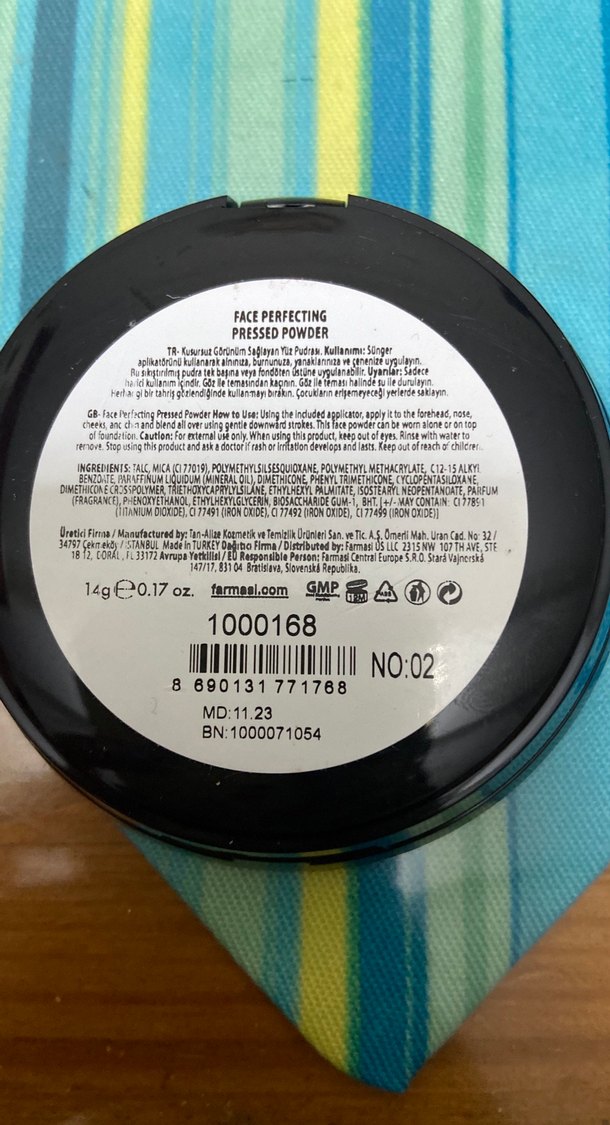 FACE PERFECTING
PRESSED POWDER
TR- Kusursuz Görünüm Sağlayan Yüz Pudrası. Kullanımı: Sünger
aplikatörünü kullanarak alnınıza, burnunuza, yanaklarınıza ve çenenize uygulayın.
Bu sıkıştırılmış pudra tek başına veya fondöten üstüne uygulanabilir. Uyarılar: Sadece
harici kullanım içindir. Göz ile temasından kaçının. Göz ile teması halinde su ile durulayın.
Herhangi bir tahriş gözlendiğinde kullanmayı bırakın. Çocukların erişemeyeceği yerlerde saklayın.
GB- Face Perfecting Pressed Powder How to Use: Using the included applicator, apply it to the forehead, nose,
cheeks, and chin and blend all over using gentle downward strokes. This face powder can be worn alone or on top
of foundation. Caution: For external use only. When using this product, keep out of eyes. Rinse with water to
remove. Stop using this product and ask a doctor if rash or irritation develops and lasts. Keep out of reach of children.
INGREDIENTS: TALC, MICA (CI 77019), POLYMETHYLSILSESQUIOXANE, POLYMETHYL METHACRYLATE, C12-15 ALKYL
BENZOATE, PARAFFINUM LIQUIDUM (MINERAL OIL), DIMETHICONE, PHENYL TRIMETHICONE, CYCLOPENTASILOXANE,
DIMETHICONE CROSSPOLYMER, TRIETHOXYCAPRYLYLSILANE, ETHYLHEXYL PALMITATE, ISOSTEARYL NEOPENTANOATE, PARFUM
(FRAGRANCE), PHENOXYETHANOL, ETHYLHEXYLGLYCERIN, BIOSACCHARIDE GUM-1, BHT, [+/- MAY CONTAIN: CI 77891
(TITANIUM DIOXIDE), CI 77491 (IRON OXIDE), CI 77492 (IRON OXIDE), CI 77499 (IRON OXIDE)]
Üretici Firma / Manufactured by: Tan-Alize Kozmetik ve Temizlik Ürünleri San. ve Tic. A.Ş. Ömerli Mah. Uran Cad. No: 32 /
34797 Çekmeköy / İSTANBUL Made in TURKEY Dağıtıcı Firma / Distributed by: Farmasi US LLC 2315 NW 107 TH AVE, STE
1B 12, DORAL, FL 33172 Avrupa Yetkilisi / EU Responsible Person: Farmasi Central Europe S.R.O. Stará Vajnorská
147/17, 831 04 Bratislava, Slovenská Republika.
14g ℮ 0.17 oz. farmasi.com GMP 18M
1000168
NO:02
8 690131 771768
MD:11.23
BN:1000071054